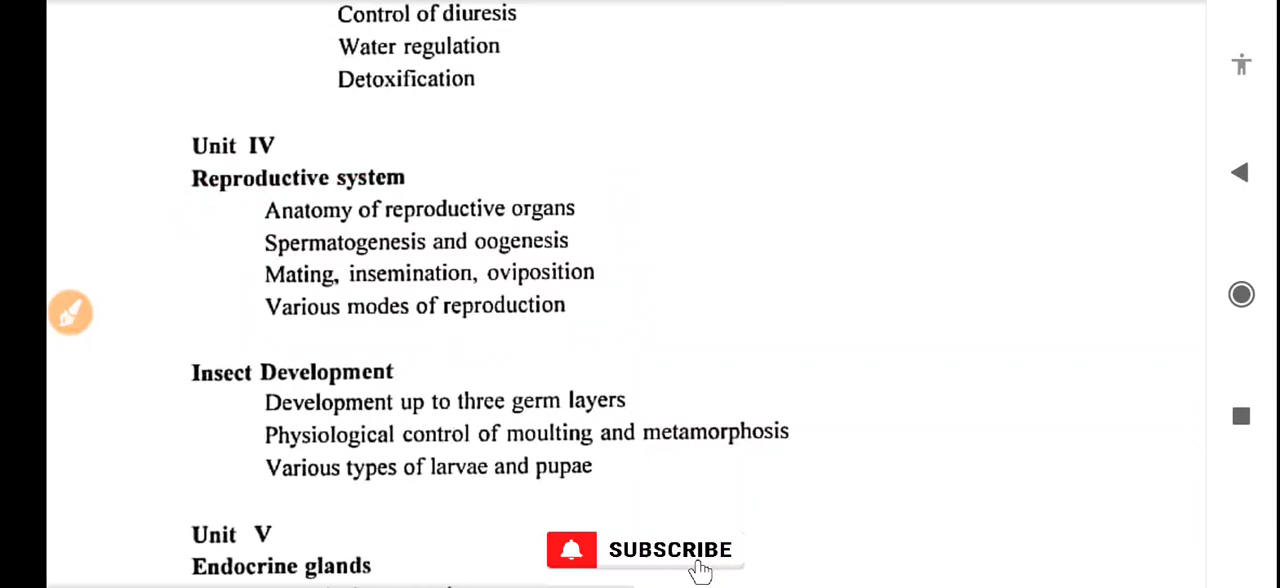 Control of diuresis
Water regulation
Detoxification
Unit IV
Reproductive system
Anatomy of reproductive organs
Spermatogenesis and oogenesis
Mating, insemination, oviposition
Various modes of reproduction
Insect Development
Development up to three germ layers
Physiological control of moulting and metamorphosis
Various types of larvae and pupae
Unit V
Endocrine glands
SUBSCRIBE